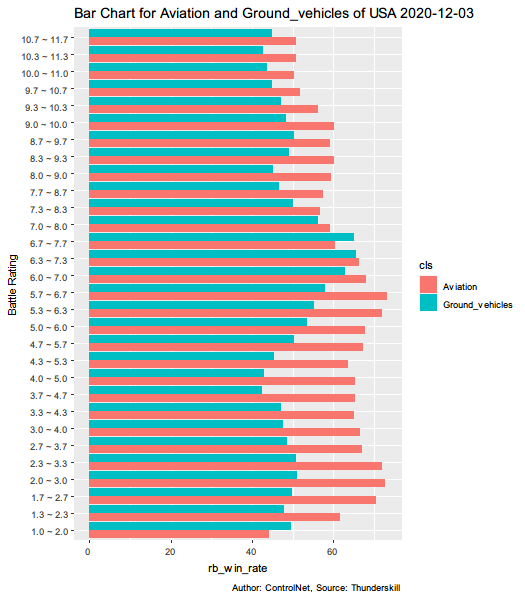 Bar Chart for Aviation and Ground_vehicles of USA 2020-12-03
Battle Rating
10.7 ~ 11.7
10.3 ~ 11.3
10.0 ~ 11.0
9.7 ~ 10.7
9.3 ~ 10.3
9.0 ~ 10.0
8.7 ~ 9.7
8.3 ~ 9.3
8.0 ~ 9.0
7.7 ~ 8.7
7.3 ~ 8.3
7.0 ~ 8.0
6.7 ~ 7.7
6.3 ~ 7.3
6.0 ~ 7.0
5.7 ~ 6.7
5.3 ~ 6.3
5.0 ~ 6.0
4.7 ~ 5.7
4.3 ~ 5.3
4.0 ~ 5.0
3.7 ~ 4.7
3.3 ~ 4.3
3.0 ~ 4.0
2.7 ~ 3.7
2.3 ~ 3.3
2.0 ~ 3.0
1.7 ~ 2.7
1.3 ~ 2.3
1.0 ~ 2.0
0 20 40 60
rb_win_rate
cls
Aviation
Ground_vehicles
Author: ControlNet, Source: Thunderskill